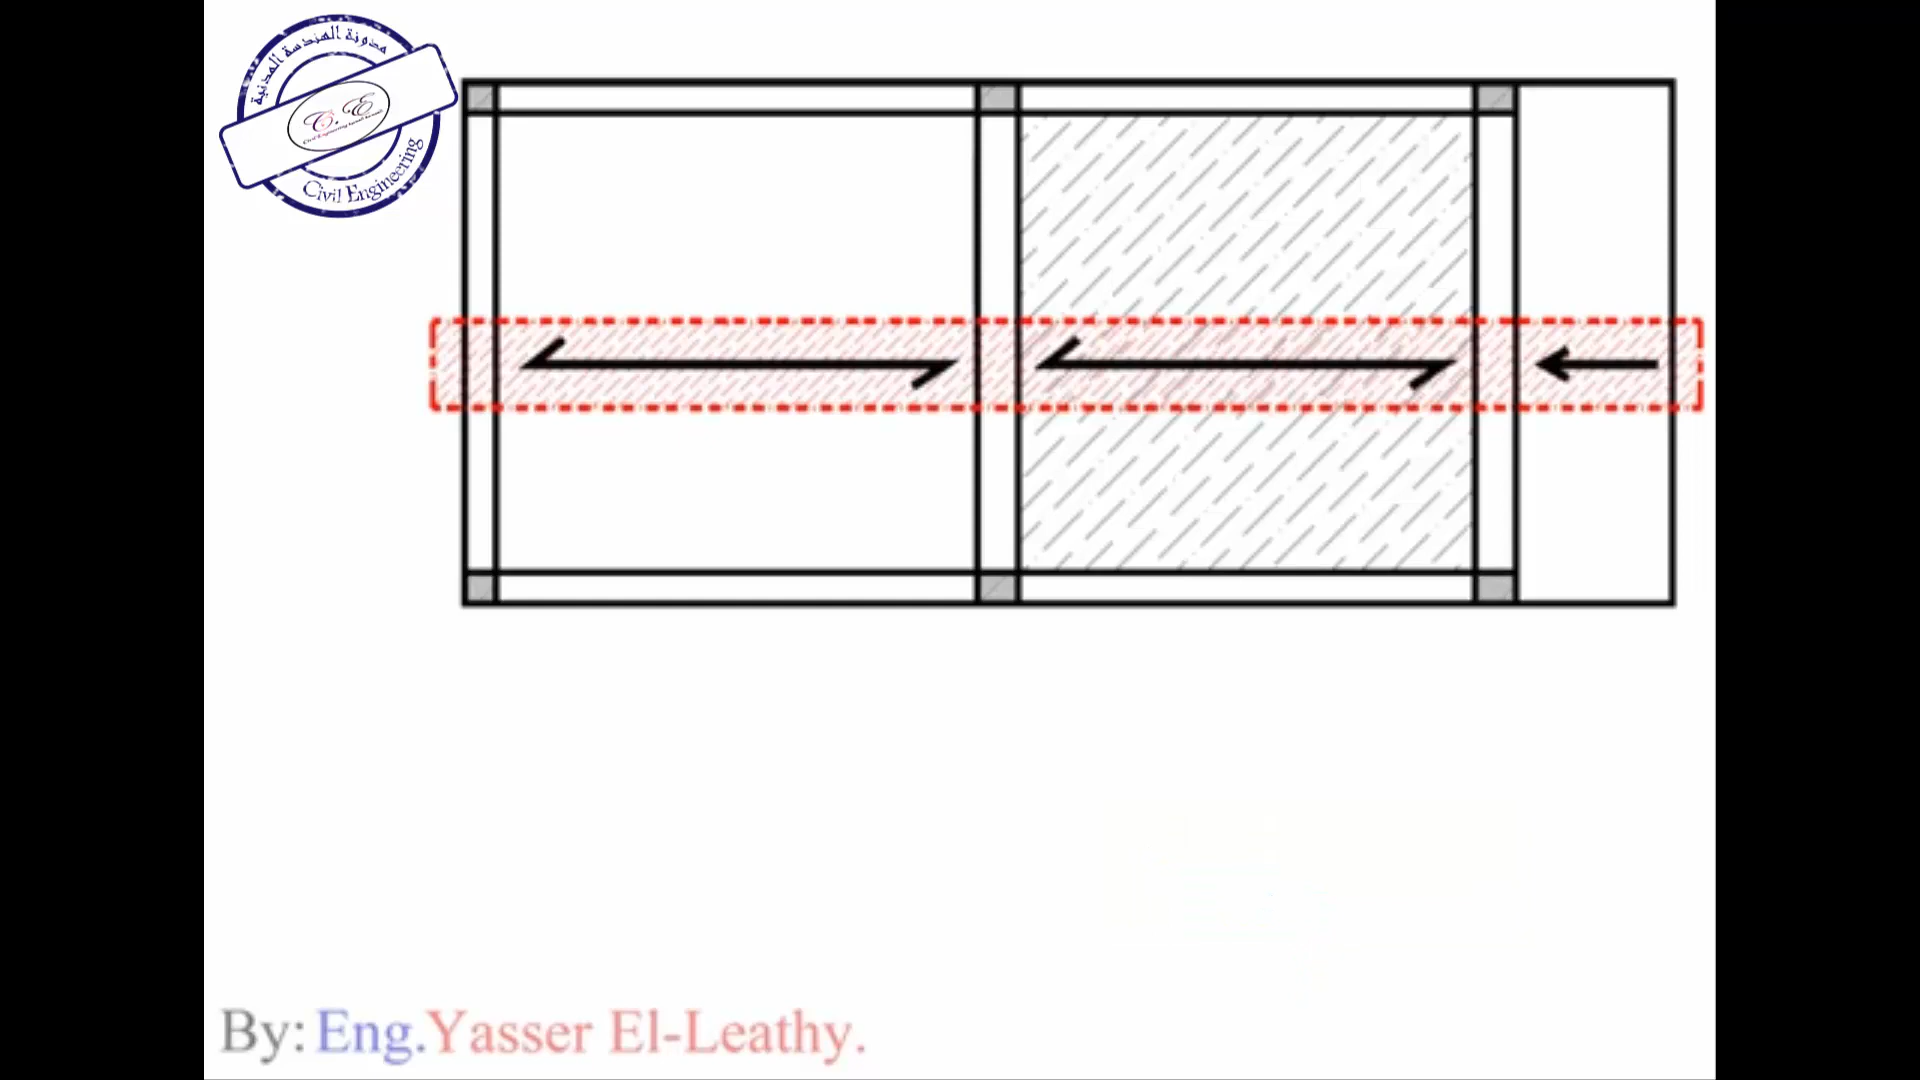 مدونة الهندسة المدنية
C. E
Civil Engineering
By: Eng.Yasser El-Leathy.